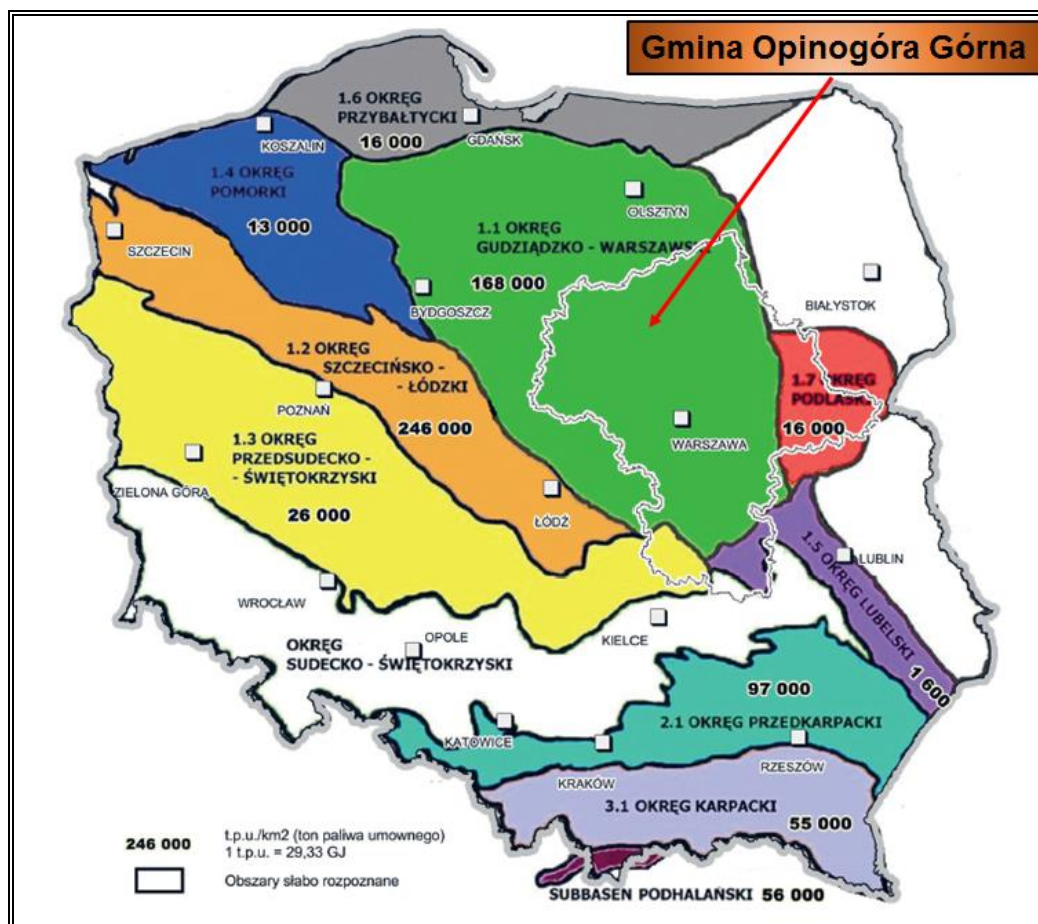 Gmina Opinogóra Górna
1.6 OKRĘG
PRZYBAŁTYCKI
16 000
GDAŃSK
KOSZALIN
1.4 OKRĘG
POMORKI
13 000
OLSZTYN
1.1 OKRĘG
GUDZIĄDZKO - WARSZAWSKI
168 000
SZCZECIN
BYDGOSZCZ
BIAŁYSTOK
1.2 OKRĘG
SZCZECIŃSKO -
- ŁÓDZKI
246 000
1.7 OKRĘG
PODLASKI
16 000
POZNAŃ
WARSZAWA
1.3 OKRĘG
PRZEDSUDECKO -
- ŚWIĘTOKRZYSKI
26 000
ZIELONA GÓRA
ŁÓDŹ
1.5 OKRĘG LUBELSKI
1 600
LUBLIN
WROCŁAW
OPOLE
KIELCE
OKRĘG
SUDECKO - ŚWIĘTOKRZYSKI
97 000
2.1 OKRĘG PRZEDKARPACKI
KATOWICE
KRAKÓW
RZESZÓW
3.1 OKRĘG KARPACKI
55 000
246 000
t.p.u./km2 (ton paliwa umownego)
1 t.p.u. = 29,33 GJ
Obszary słabo rozpoznane
SUBBASEN PODHALAŃSKI 56 000